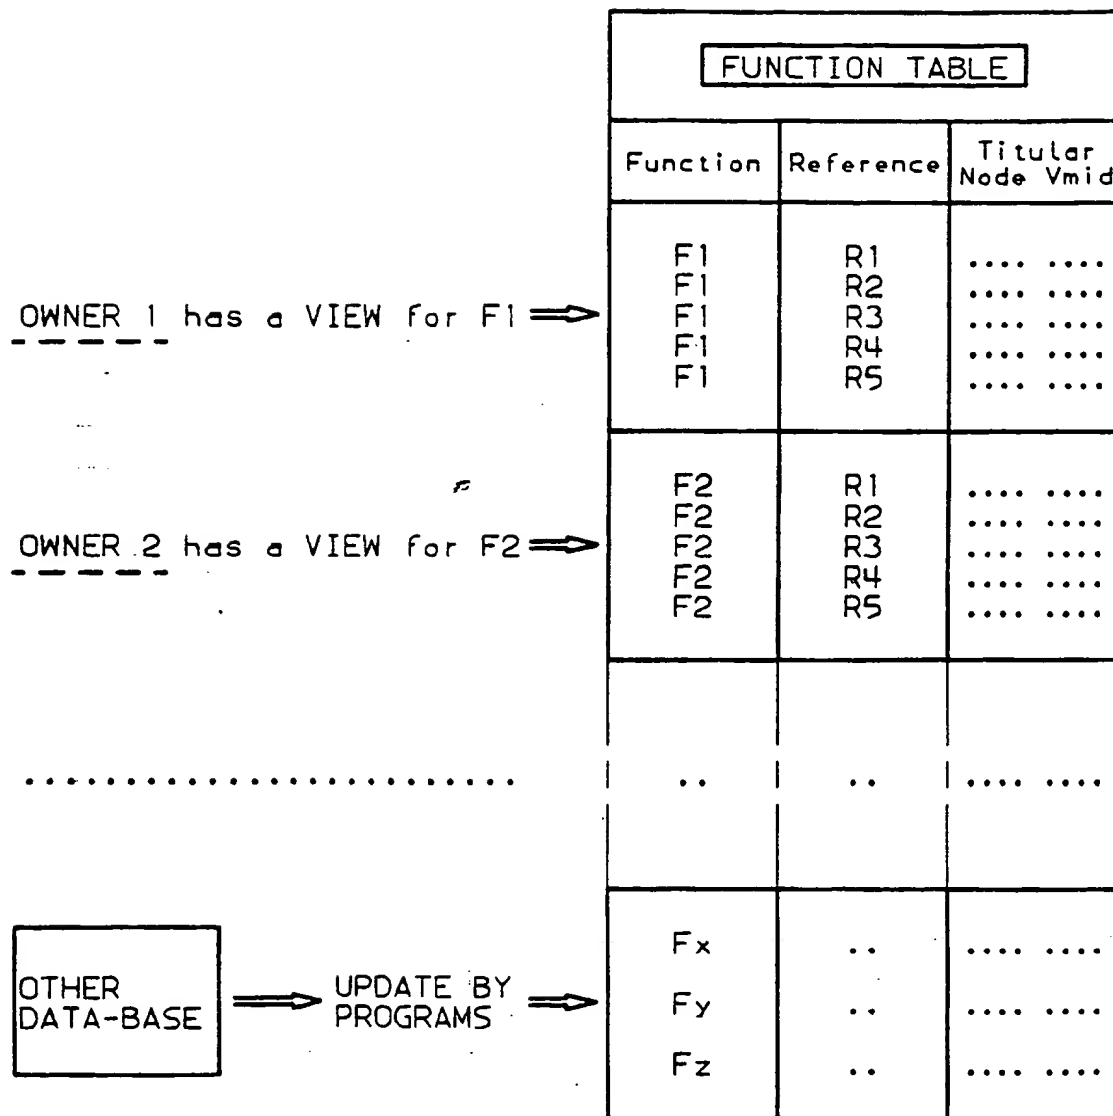 FUNCTION TABLE
Function Reference Titular Node Vmid
F1 R1 .... ....
F1 R2 .... ....
OWNER 1 has a VIEW for F1 F1 R3 .... ....
F1 R4 .... ....
F1 R5 .... ....
F2 R1 .... ....
F2 R2 .... ....
OWNER 2 has a VIEW for F2 F2 R3 .... ....
F2 R4 .... ....
F2 R5 .... ....
......................... .. .. .... ....
Fx .. .... ....
OTHER DATA-BASE UPDATE BY PROGRAMS Fy .. .... ....
Fz .. .... ....